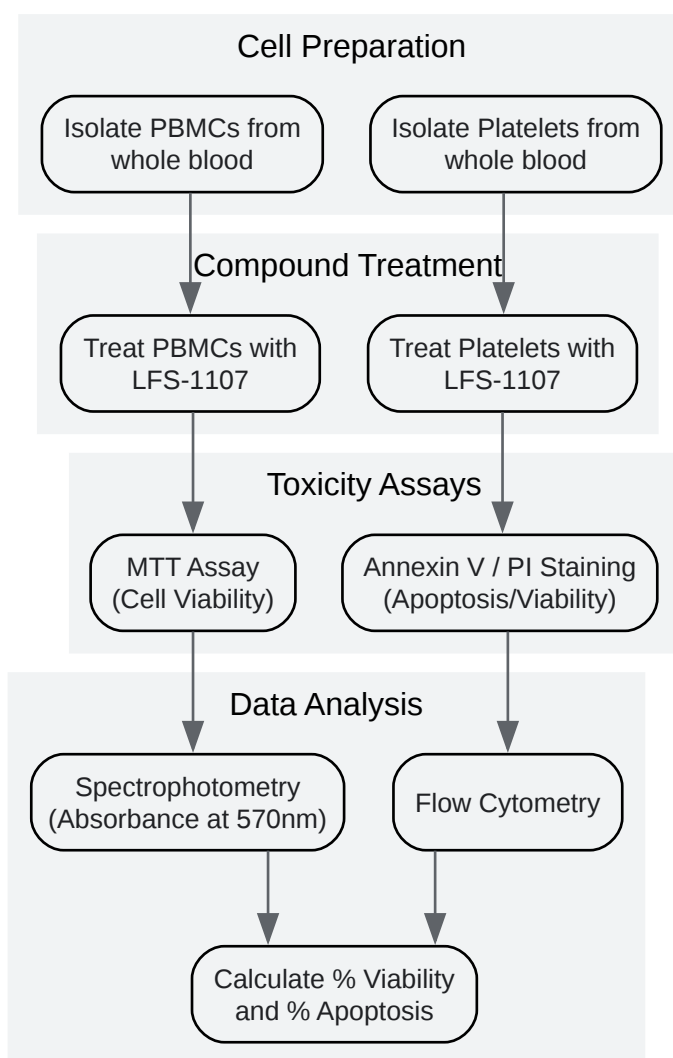 Cell Preparation
Isolate PBMCs from
whole blood
Isolate Platelets from
whole blood
Compound Treatment
Treat PBMCs with
LFS-1107
Treat Platelets with
LFS-1107
Toxicity Assays
MTT Assay
(Cell Viability)
Annexin V / PI Staining
(Apoptosis/Viability)
Data Analysis
Spectrophotometry
(Absorbance at 570nm)
Flow Cytometry
Calculate % Viability
and % Apoptosis